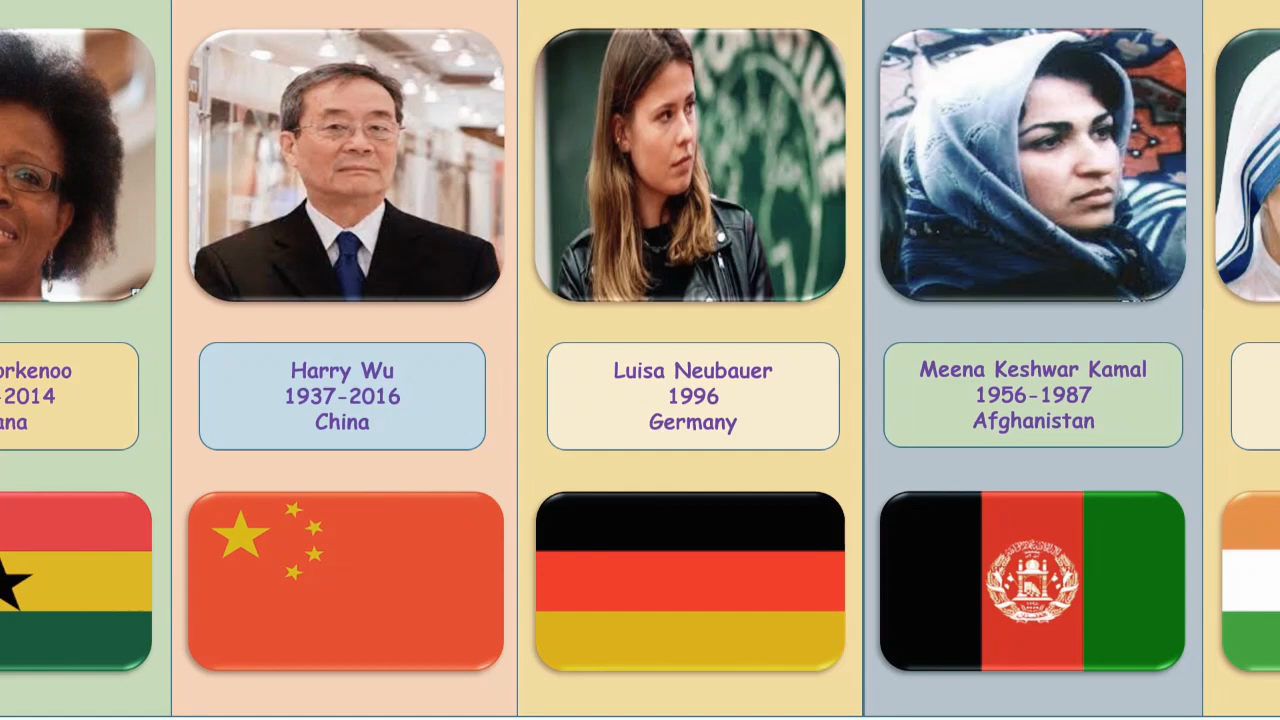 orkenoo
-2014
ana
Harry Wu
1937-2016
China
Luisa Neubauer
1996
Germany
Meena Keshwar Kamal
1956-1987
Afghanistan